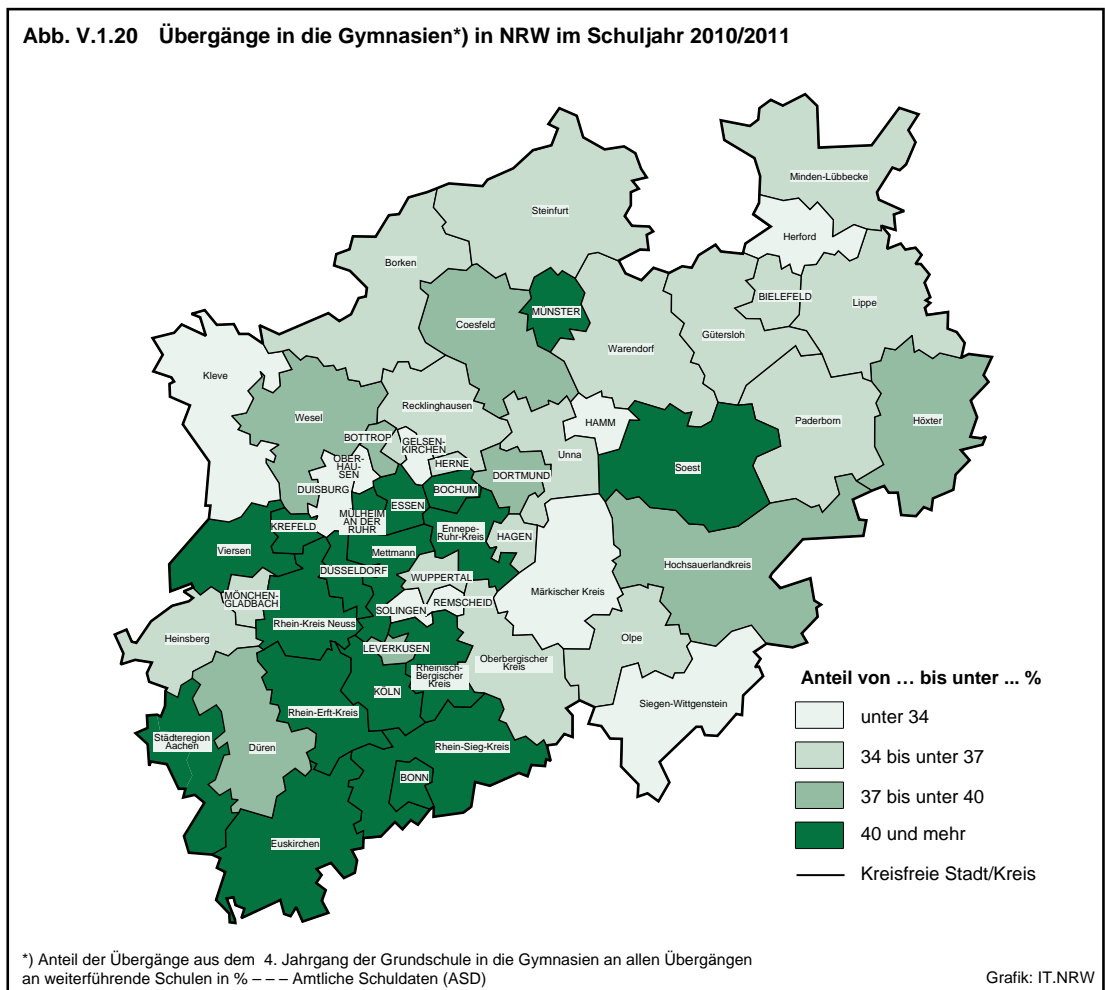 Abb. V.1.20 Übergänge in die Gymnasien*) in NRW im Schuljahr 2010/2011
Minden-Lübbecke
Steinfurt
Herford
Borken
BIELEFELD
Lippe
MÜNSTER
Coesfeld
Gütersloh
Warendorf
Kleve
Recklinghausen
Wesel
Paderborn
Höxter
HAMM
BOTTROP
GELSEN-
KIRCHEN
Unna
OBER-
HAU-
SEN
HERNE
Soest
DORTMUND
DUISBURG
BOCHUM
ESSEN
MÜLHEIM
AN DER
RUHR
KREFELD
Ennepe-
Ruhr-Kreis
HAGEN
Viersen
Mettmann
Hochsauerlandkreis
DÜSSELDORF
WUPPERTAL
Märkischer Kreis
MÖNCHEN-
GLADBACH
REMSCHEID
SOLINGEN
Rhein-Kreis Neuss
Heinsberg
Olpe
LEVERKUSEN
Oberbergischer
Kreis
Rheinisch-
Bergischer
Kreis
KÖLN
Siegen-Wittgenstein
Rhein-Erft-Kreis
Städteregion
Aachen
Düren
Rhein-Sieg-Kreis
BONN
Euskirchen
Anteil von … bis unter ... %
unter 34
34 bis unter 37
37 bis unter 40
40 und mehr
Kreisfreie Stadt/Kreis
*) Anteil der Übergänge aus dem 4. Jahrgang der Grundschule in die Gymnasien an allen Übergängen
an weiterführende Schulen in % – – – Amtliche Schuldaten (ASD)
Grafik: IT.NRW